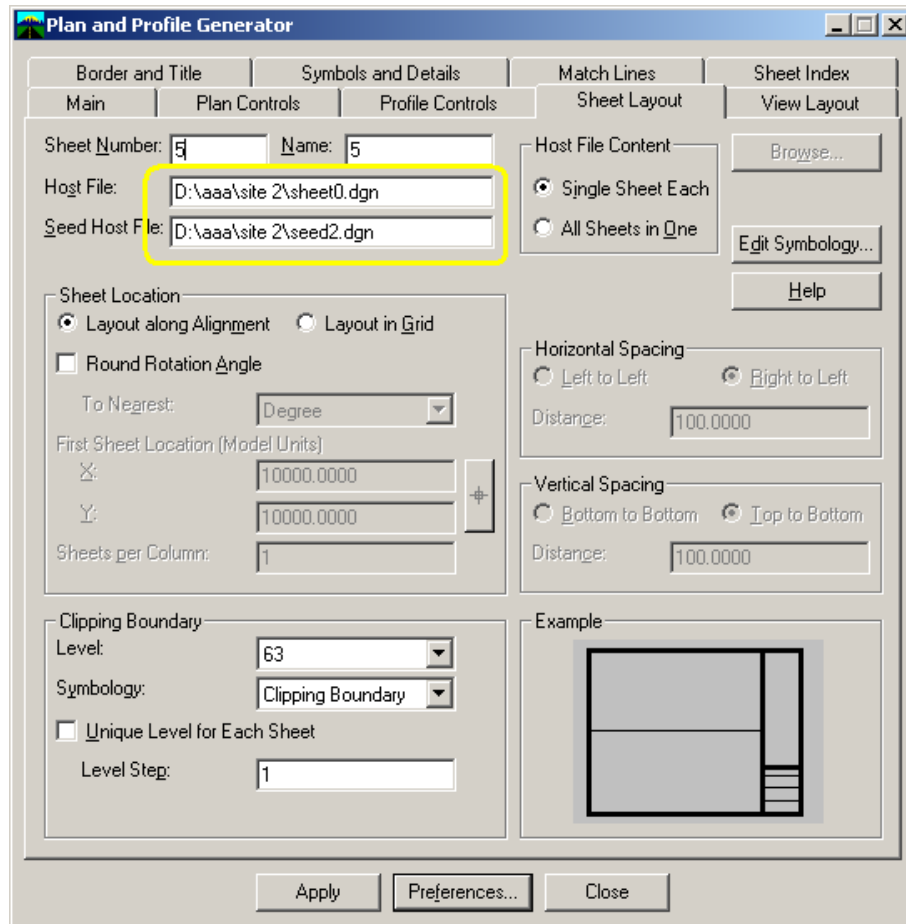 Plan and Profile Generator
Border and Title Symbols and Details Match Lines Sheet Index
Main Plan Controls Profile Controls Sheet Layout View Layout
Sheet Number: 5 Name: 5
Host File: D:\aaa\site 2\sheet0.dgn
Seed Host File: D:\aaa\site 2\seed2.dgn
Host File Content
Single Sheet Each
All Sheets in One
Browse...
Edit Symbology...
Help
Sheet Location
Layout along Alignment Layout in Grid
Round Rotation Angle
To Nearest: Degree
First Sheet Location (Model Units)
X: 10000.0000
Y: 10000.0000
Sheets per Column: 1
Horizontal Spacing
Left to Left Right to Left
Distance: 100.0000
Vertical Spacing
Bottom to Bottom Top to Bottom
Distance: 100.0000
Clipping Boundary
Level: 63
Symbology: Clipping Boundary
Unique Level for Each Sheet
Level Step: 1
Example
Apply Preferences... Close